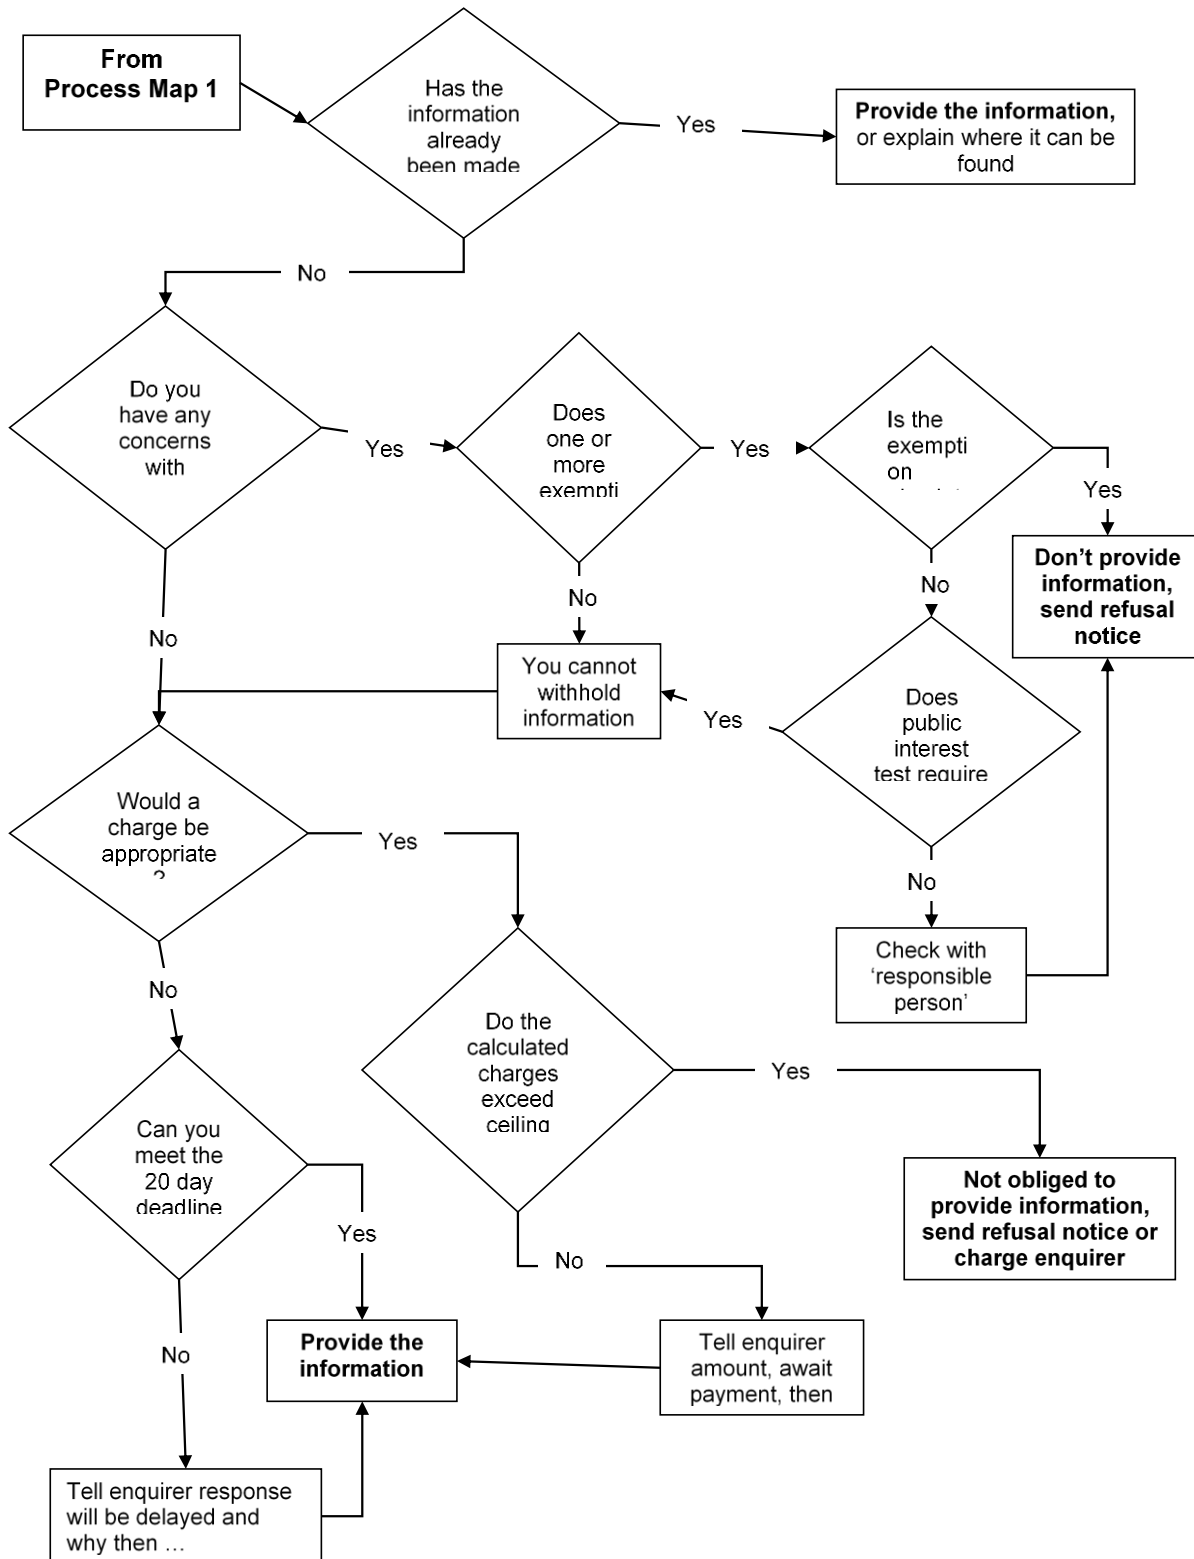 From
Process Map 1
Has the
information
already
been made
Yes
Provide the information,
or explain where it can be
found
No
Do you
have any
concerns
with
Yes
Does
one or
more
exempti
Yes
Is the
exempti
on
Yes
Don't provide
information,
send refusal
notice
No
No
No
You cannot
withhold
information
Yes
Does
public
interest
test require
Would a
charge be
appropriate
?
Yes
No
Check with
‘responsible
person’
No
Do the
calculated
charges
exceed
ceiling
Yes
Can you
meet the
20 day
deadline
Yes
Not obliged to
provide information,
send refusal notice or
charge enquirer
No
No
Provide the
information
Tell enquirer
amount, await
payment, then
Tell enquirer response
will be delayed and
why then …